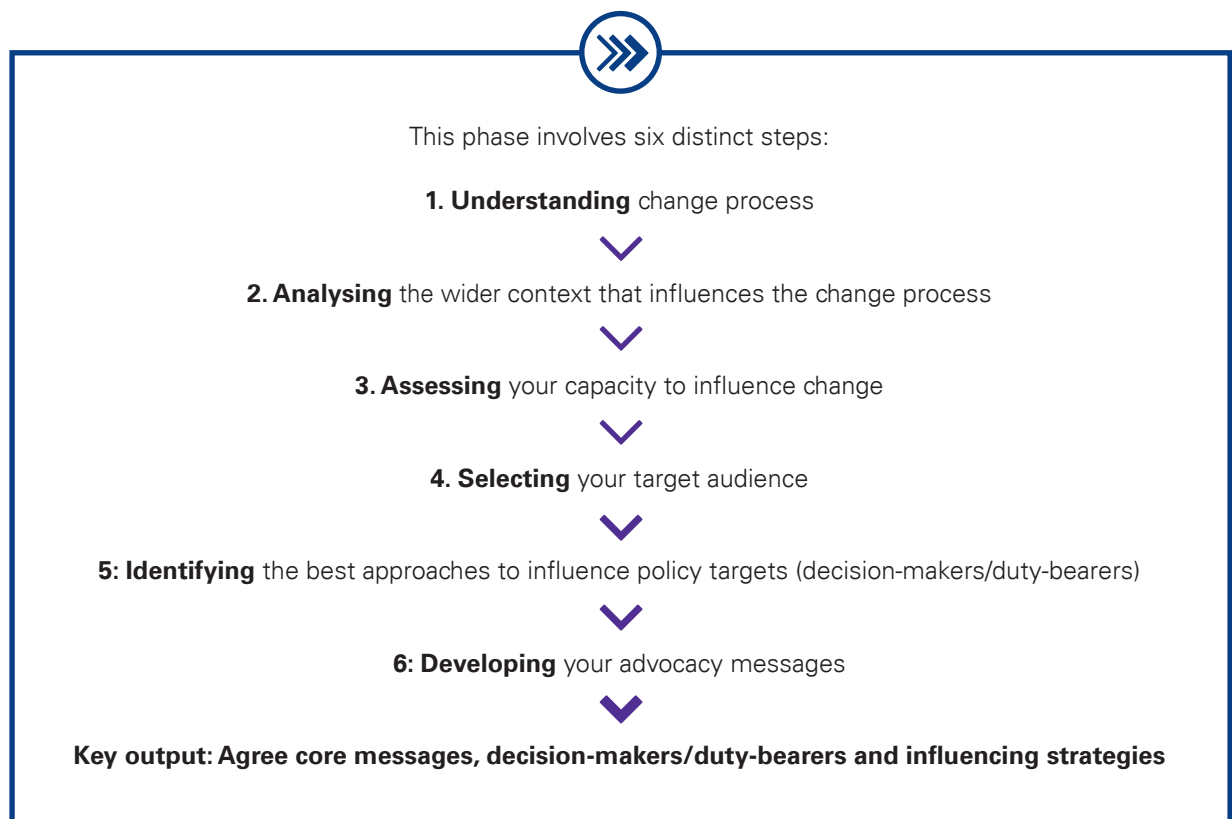 This phase involves six distinct steps:
1. Understanding change process
2. Analysing the wider context that influences the change process
3. Assessing your capacity to influence change
4. Selecting your target audience
5: Identifying the best approaches to influence policy targets (decision-makers/duty-bearers)
6: Developing your advocacy messages
Key output: Agree core messages, decision-makers/duty-bearers and influencing strategies